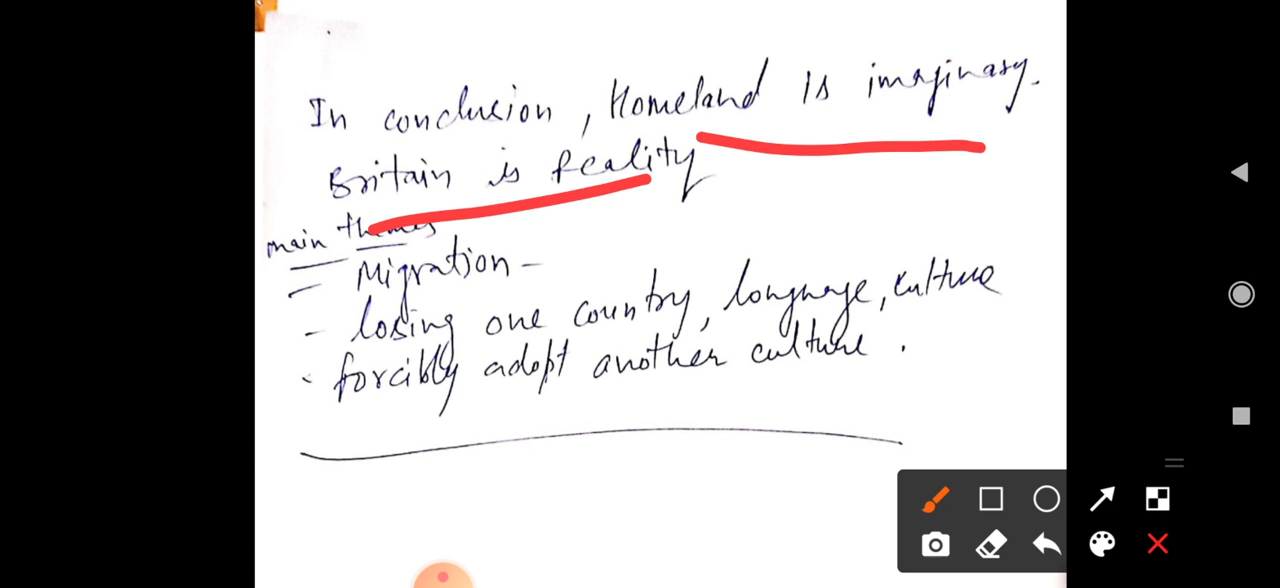 In conclusion, Homeland is imaginary.
Britain is Reality
main themes
= Migration -
- losing one country, language, culture
- forcibly adopt another culture.